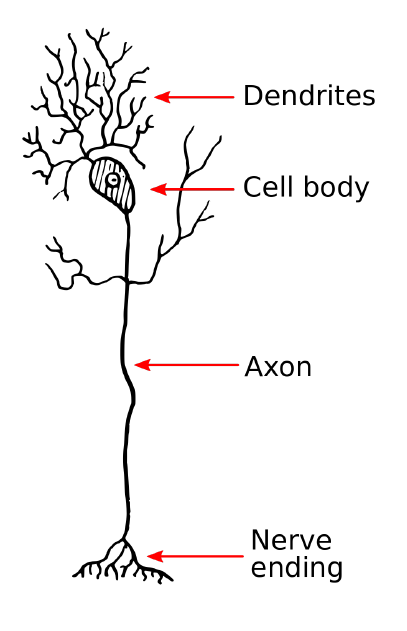 Dendrites
Cell body
Axon
Nerve
ending